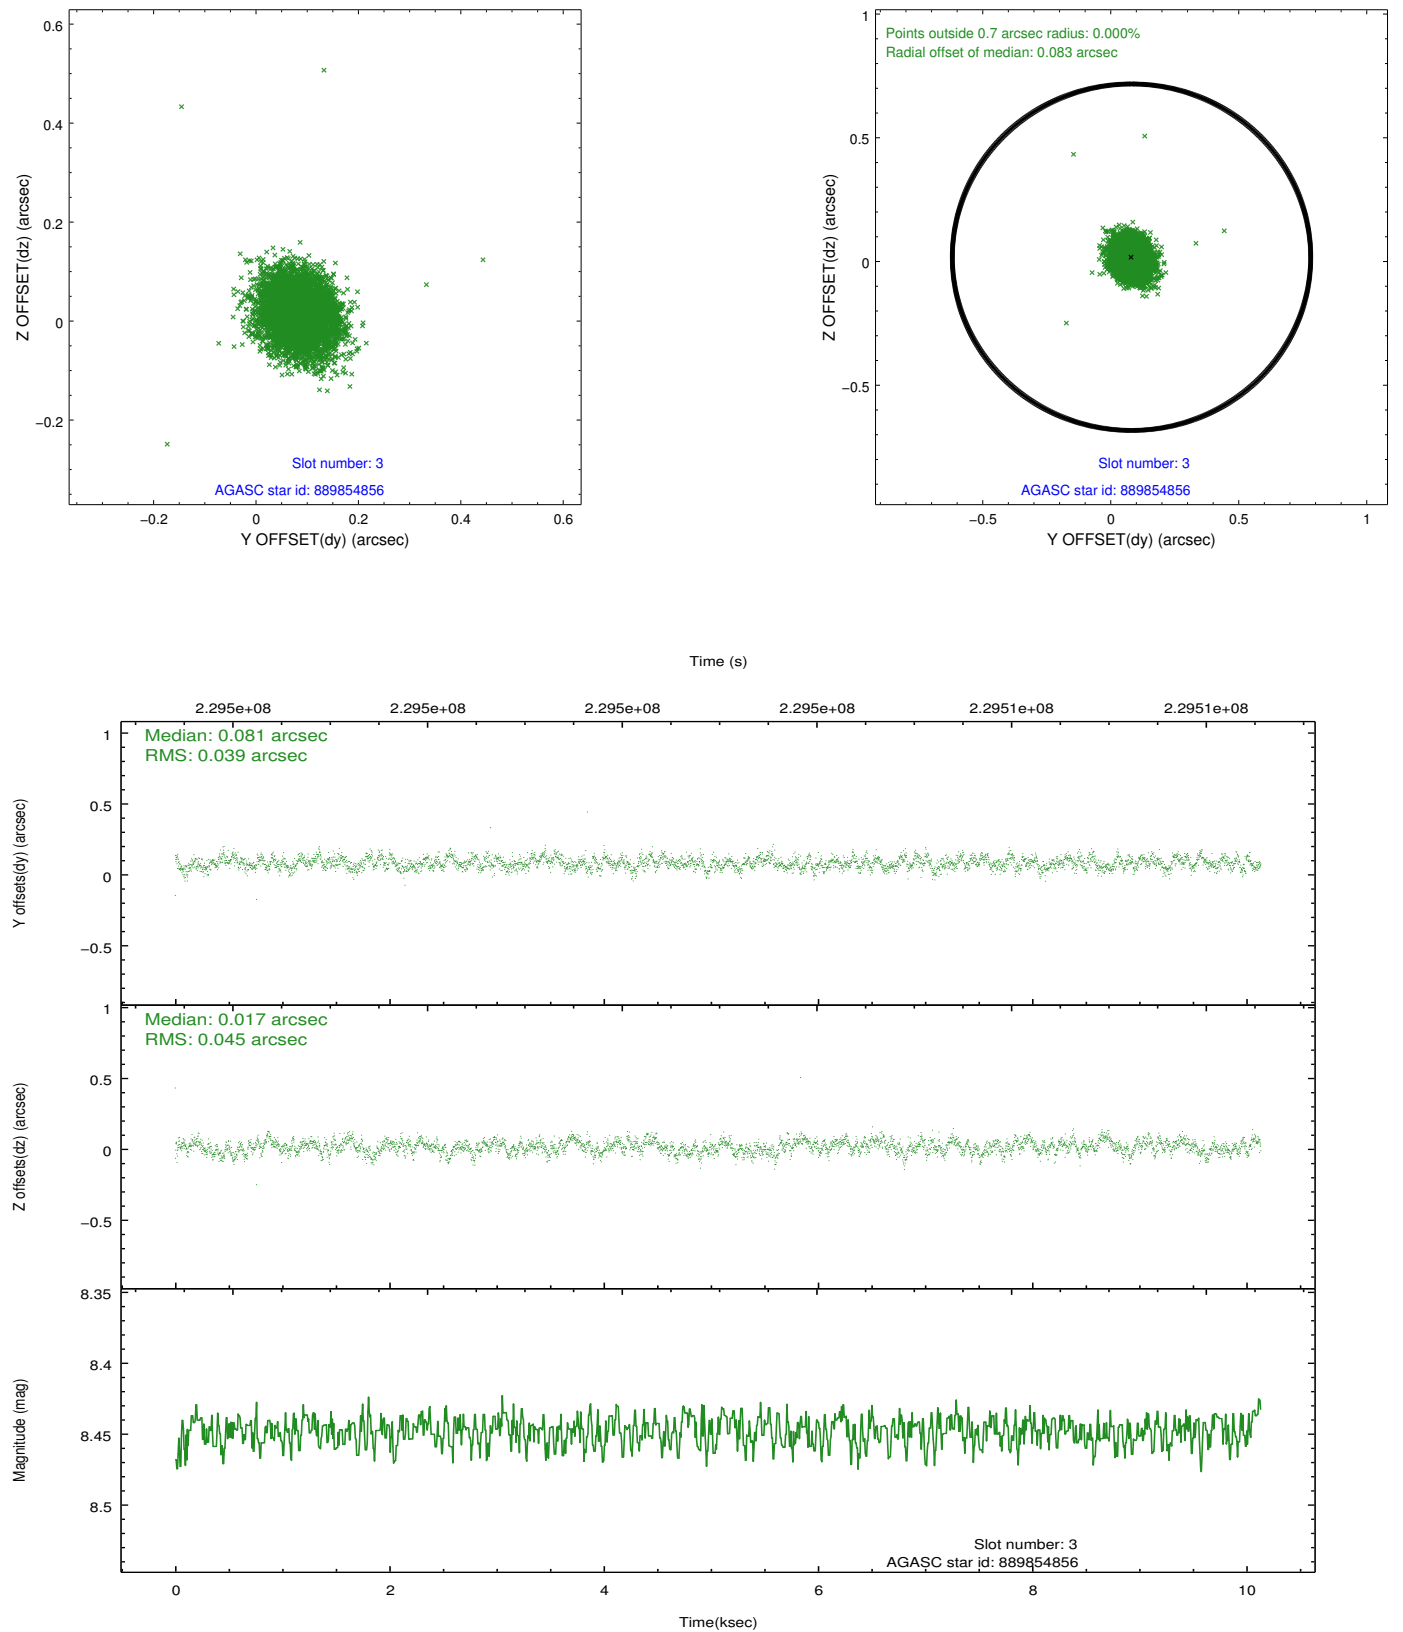 0.6
0.4
0.2
0
−0.2
Z OFFSET(dz) (arcsec)
Slot number: 3
AGASC star id: 889854856
−0.2 0 0.2 0.4 0.6
Y OFFSET(dy) (arcsec)
1
0.5
0
−0.5
Z OFFSET(dz) (arcsec)
Points outside 0.7 arcsec radius: 0.000%
Radial offset of median: 0.083 arcsec
Slot number: 3
AGASC star id: 889854856
−0.5 0 0.5 1
Y OFFSET(dy) (arcsec)
Time (s)
2.295e+08 2.295e+08 2.295e+08 2.295e+08 2.2951e+08 2.2951e+08
Median: 0.081 arcsec
RMS: 0.039 arcsec
1
0.5
0
−0.5
Y offsets(dy) (arcsec)
Median: 0.017 arcsec
RMS: 0.045 arcsec
1
0.5
0
−0.5
Z offsets(dz) (arcsec)
8.35
8.4
8.45
8.5
Magnitude (mag)
Slot number: 3
AGASC star id: 889854856
0 2 4 6 8 10
Time(ksec)